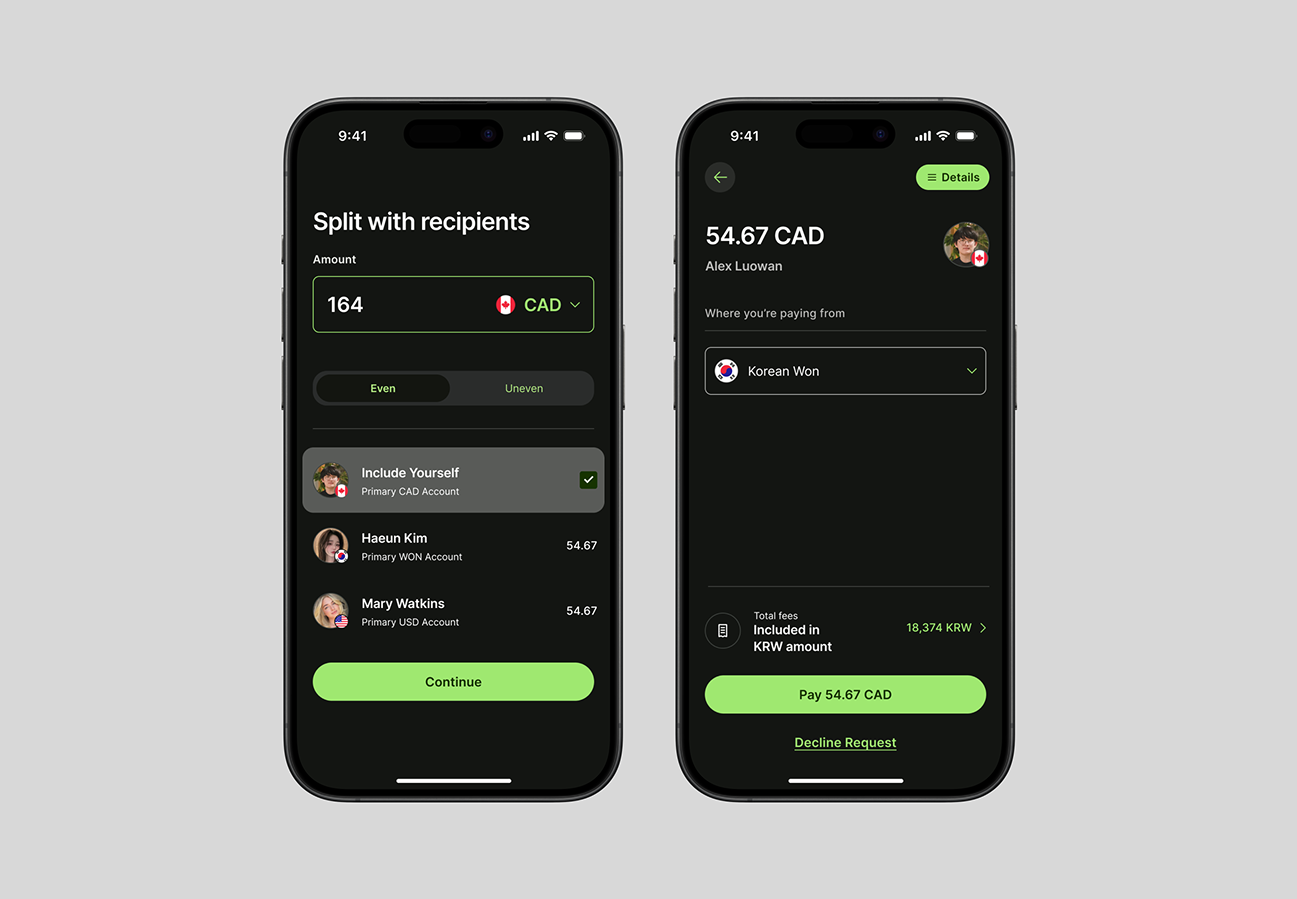 9:41
Split with recipients
Amount
164
CAD
Even
Uneven
Include Yourself
Primary CAD Account
Haeun Kim
Primary WON Account
54.67
Mary Watkins
Primary USD Account
54.67
Continue
9:41
Details
54.67 CAD
Alex Luowan
Where you’re paying from
Korean Won
Total fees
Included in
KRW amount
18,374 KRW
Pay 54.67 CAD
Decline Request